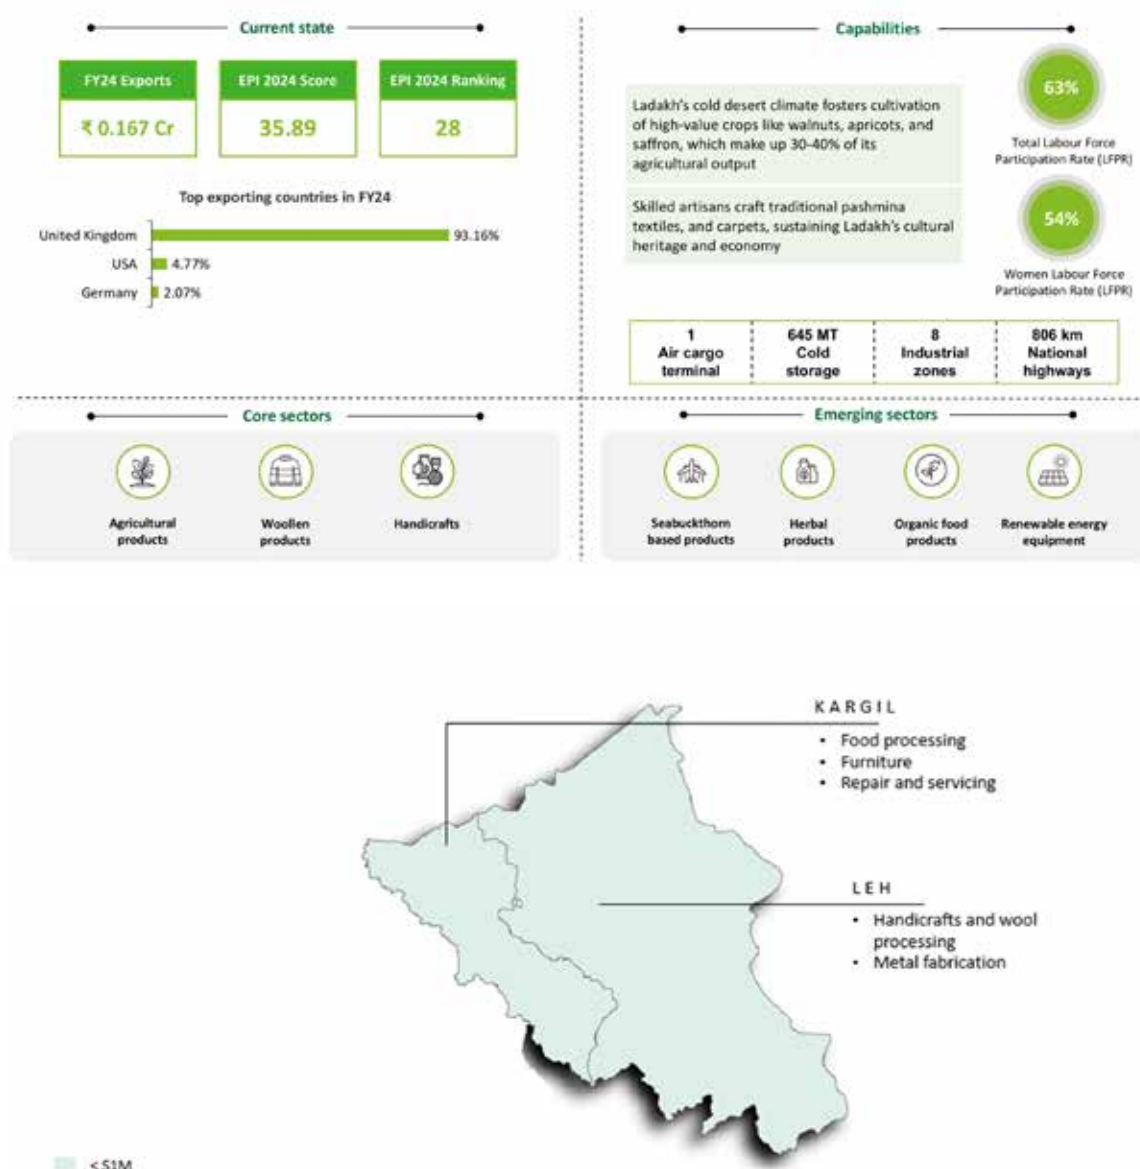 Current state
FY24 Exports
₹ 0.167 Cr
EPI 2024 Score
35.89
EPI 2024 Ranking
28
Top exporting countries in FY24
United Kingdom 93.16%
USA 4.77%
Germany 2.07%
Capabilities
Ladakh's cold desert climate fosters cultivation
of high-value crops like walnuts, apricots, and
saffron, which make up 30-40% of its
agricultural output
Skilled artisans craft traditional pashmina
textiles, and carpets, sustaining Ladakh's cultural
heritage and economy
63%
Total Labour Force
Participation Rate (LFPR)
54%
Women Labour Force
Participation Rate (LFPR)
1
Air cargo
terminal
645 MT
Cold
storage
8
Industrial
zones
806 km
National
highways
Core sectors
Agricultural
products
Woollen
products
Handicrafts
Emerging sectors
Seabuckthorn
based products
Herbal
products
Organic food
products
Renewable energy
equipment
KARGIL
• Food processing
• Furniture
• Repair and servicing
LEH
• Handicrafts and wool
processing
• Metal fabrication
< $1M